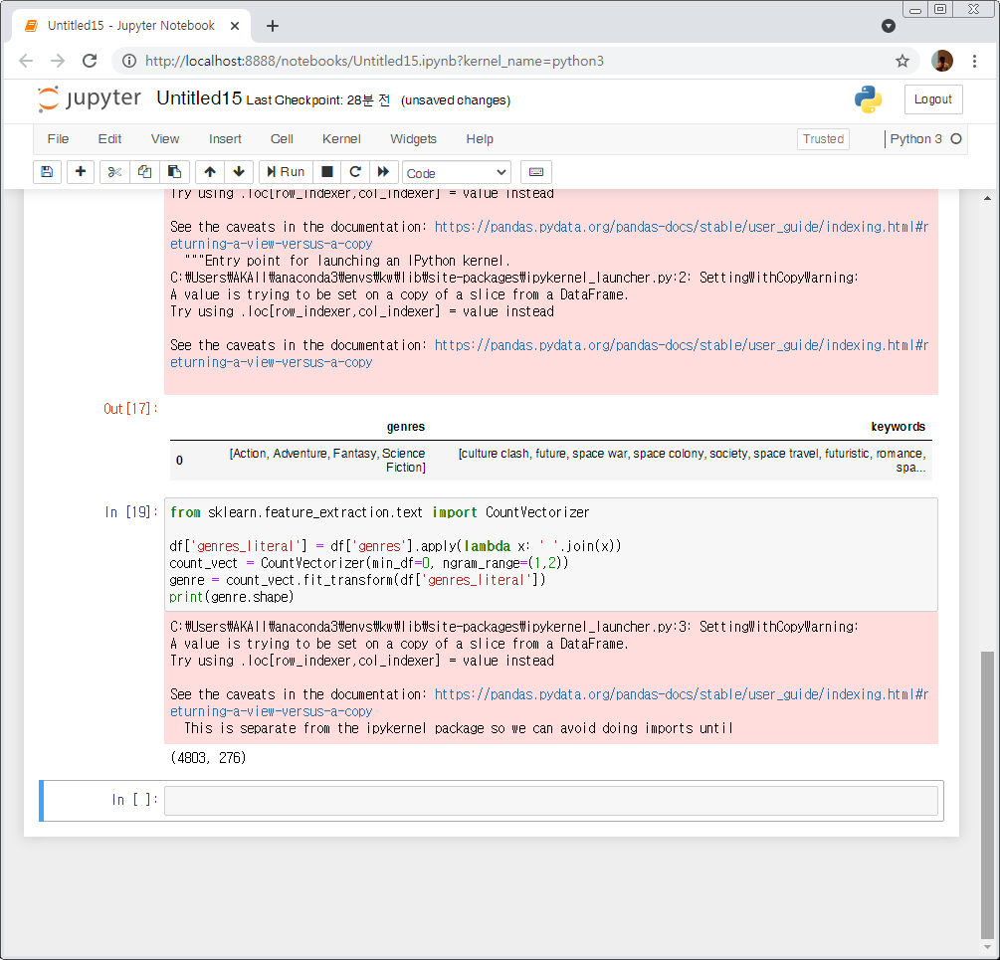 Untitled15 - Jupyter Notebook
http://localhost:8888/notebooks/Untitled15.ipynb?kernel_name=python3
jupyter Untitled15 Last Checkpoint: 28분 전 (unsaved changes)
Logout
File Edit View Insert Cell Kernel Widgets Help Trusted Python 3
Run Code
Try using .loc[row_indexer,col_indexer] = value instead
See the caveats in the documentation: https://pandas.pydata.org/pandas-docs/stable/user_guide/indexing.html#r
eturning-a-view-versus-a-copy
"""Entry point for launching an IPython kernel.
C:₩Users₩AKAII₩anaconda3₩envs₩kw₩lib₩site-packages₩ipykernel_launcher.py:2: SettingWithCopyWarning:
A value is trying to be set on a copy of a slice from a DataFrame.
Try using .loc[row_indexer,col_indexer] = value instead
See the caveats in the documentation: https://pandas.pydata.org/pandas-docs/stable/user_guide/indexing.html#r
eturning-a-view-versus-a-copy
Out[17]:
genres keywords
0 [Action, Adventure, Fantasy, Science [culture clash, future, space war, space colony, society, space travel, futuristic, romance,
Fiction] spa...
In [19]: from sklearn.feature_extraction.text import CountVectorizer
df['genres_literal'] = df['genres'].apply(lambda x: ' '.join(x))
count_vect = CountVectorizer(min_df=0, ngram_range=(1,2))
genre = count_vect.fit_transform(df['genres_literal'])
print(genre.shape)
C:₩Users₩AKAII₩anaconda3₩envs₩kw₩lib₩site-packages₩ipykernel_launcher.py:3: SettingWithCopyWarning:
A value is trying to be set on a copy of a slice from a DataFrame.
Try using .loc[row_indexer,col_indexer] = value instead
See the caveats in the documentation: https://pandas.pydata.org/pandas-docs/stable/user_guide/indexing.html#r
eturning-a-view-versus-a-copy
This is separate from the ipykernel package so we can avoid doing imports until
(4803, 276)
In [ ]: